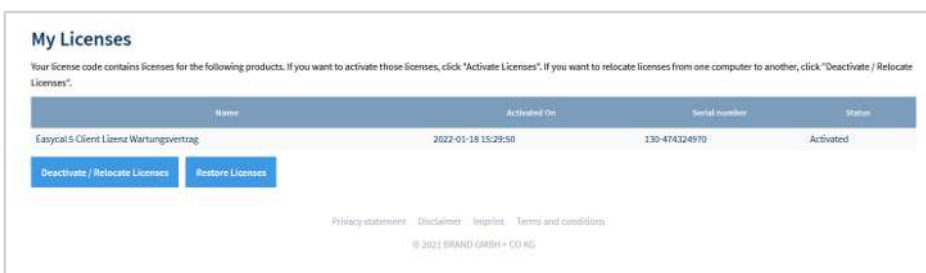 My Licenses
Your license code contains licenses for the following products. If you want to activate those licenses, click "Activate Licenses". If you want to relocate licenses from one computer to another, click "Deactivate / Relocate
Licenses".
Name Activated On Serial number Status
Easycal 5 Client Lizenz Wartungsvertrag 2022-01-18 15:29:50 130-474324970 Activated
Deactivate / Relocate Licenses Restore Licenses
Privacy statement Disclaimer Imprint Terms and conditions
© 2021 BRAND GMBH + CO KG